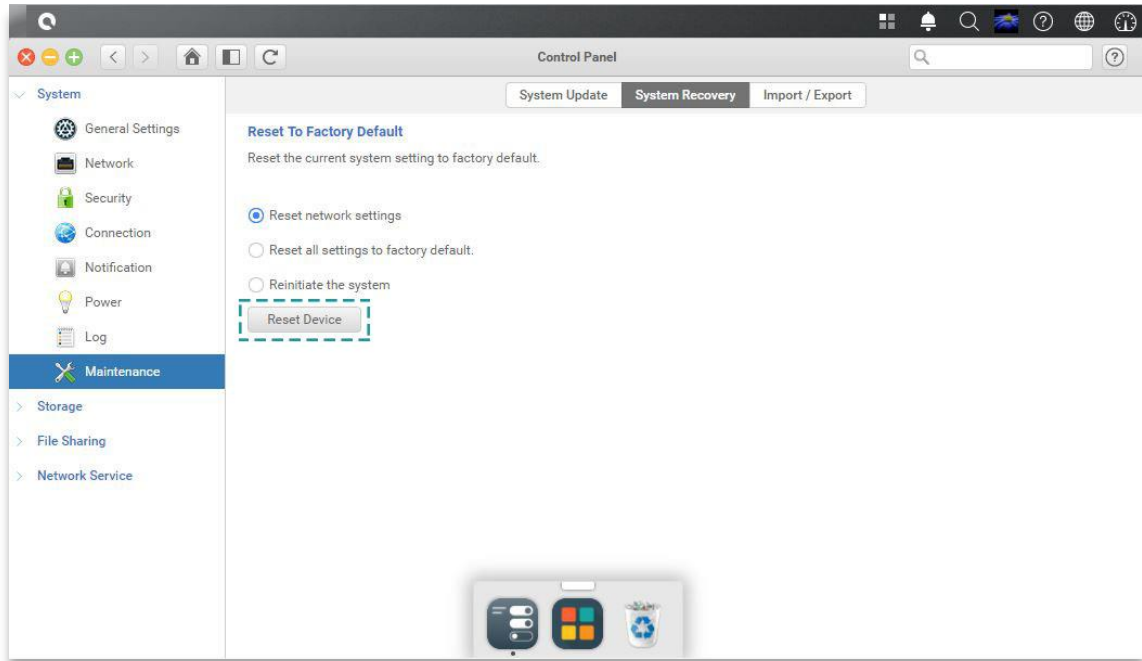 Control Panel
System
System Update
System Recovery
Import / Export
General Settings
Network
Security
Connection
Notification
Power
Log
Maintenance
Storage
File Sharing
Network Service
Reset To Factory Default
Reset the current system setting to factory default.
Reset network settings
Reset all settings to factory default.
Reinitiate the system
Reset Device